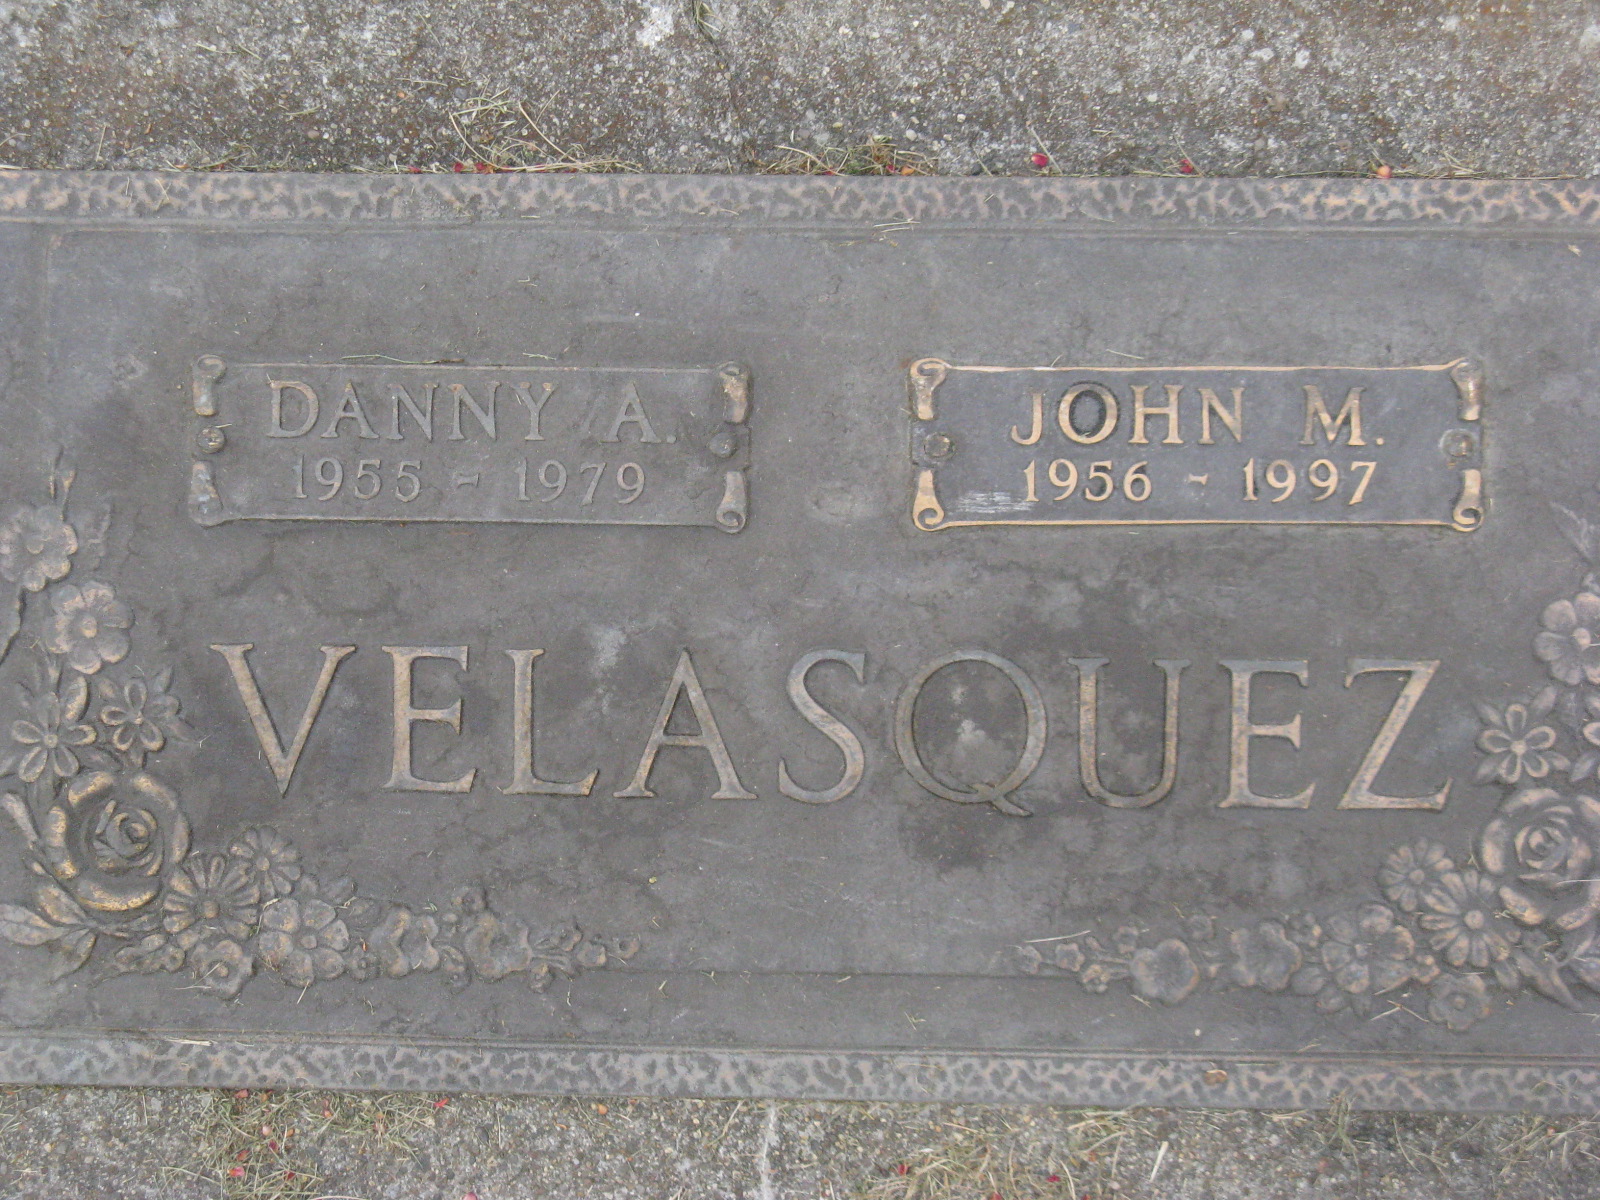 DANNY A.
1955 - 1979
JOHN M.
1956 - 1997
VELASQUEZ